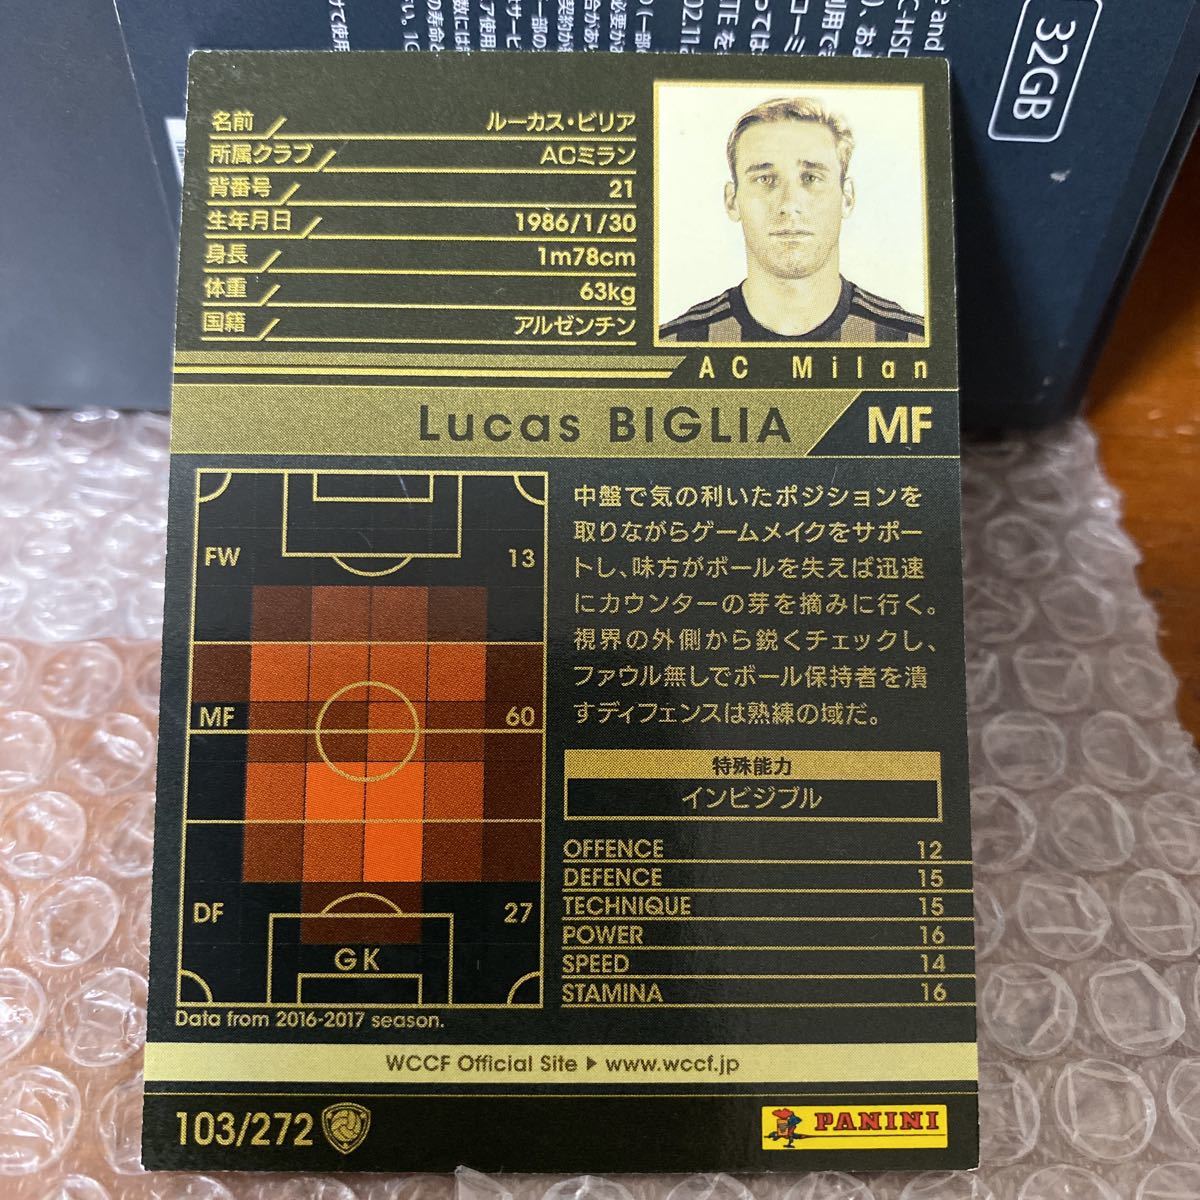 32GB
名前 ルーカス・ビリア
所属クラブ ACミラン
背番号 21
生年月日 1986/1/30
身長 1m78cm
体重 63kg
国籍 アルゼンチン
AC Milan
Lucas BIGLIA MF
FW 13
MF 60
DF 27
GK
Data from 2016-2017 season.
中盤で気の利いたポジションを
取りながらゲームメイクをサポー
トし、味方がボールを失えば迅速
にカウンターの芽を摘みに行く。
視界の外側から鋭くチェックし、
ファウル無しでボール保持者を潰
すディフェンスは熟練の域だ。
特殊能力
インビジブル
OFFENCE 12
DEFENCE 15
TECHNIQUE 15
POWER 16
SPEED 14
STAMINA 16
WCCF Official Site ▶ www.wccf.jp
103/272
PANINI